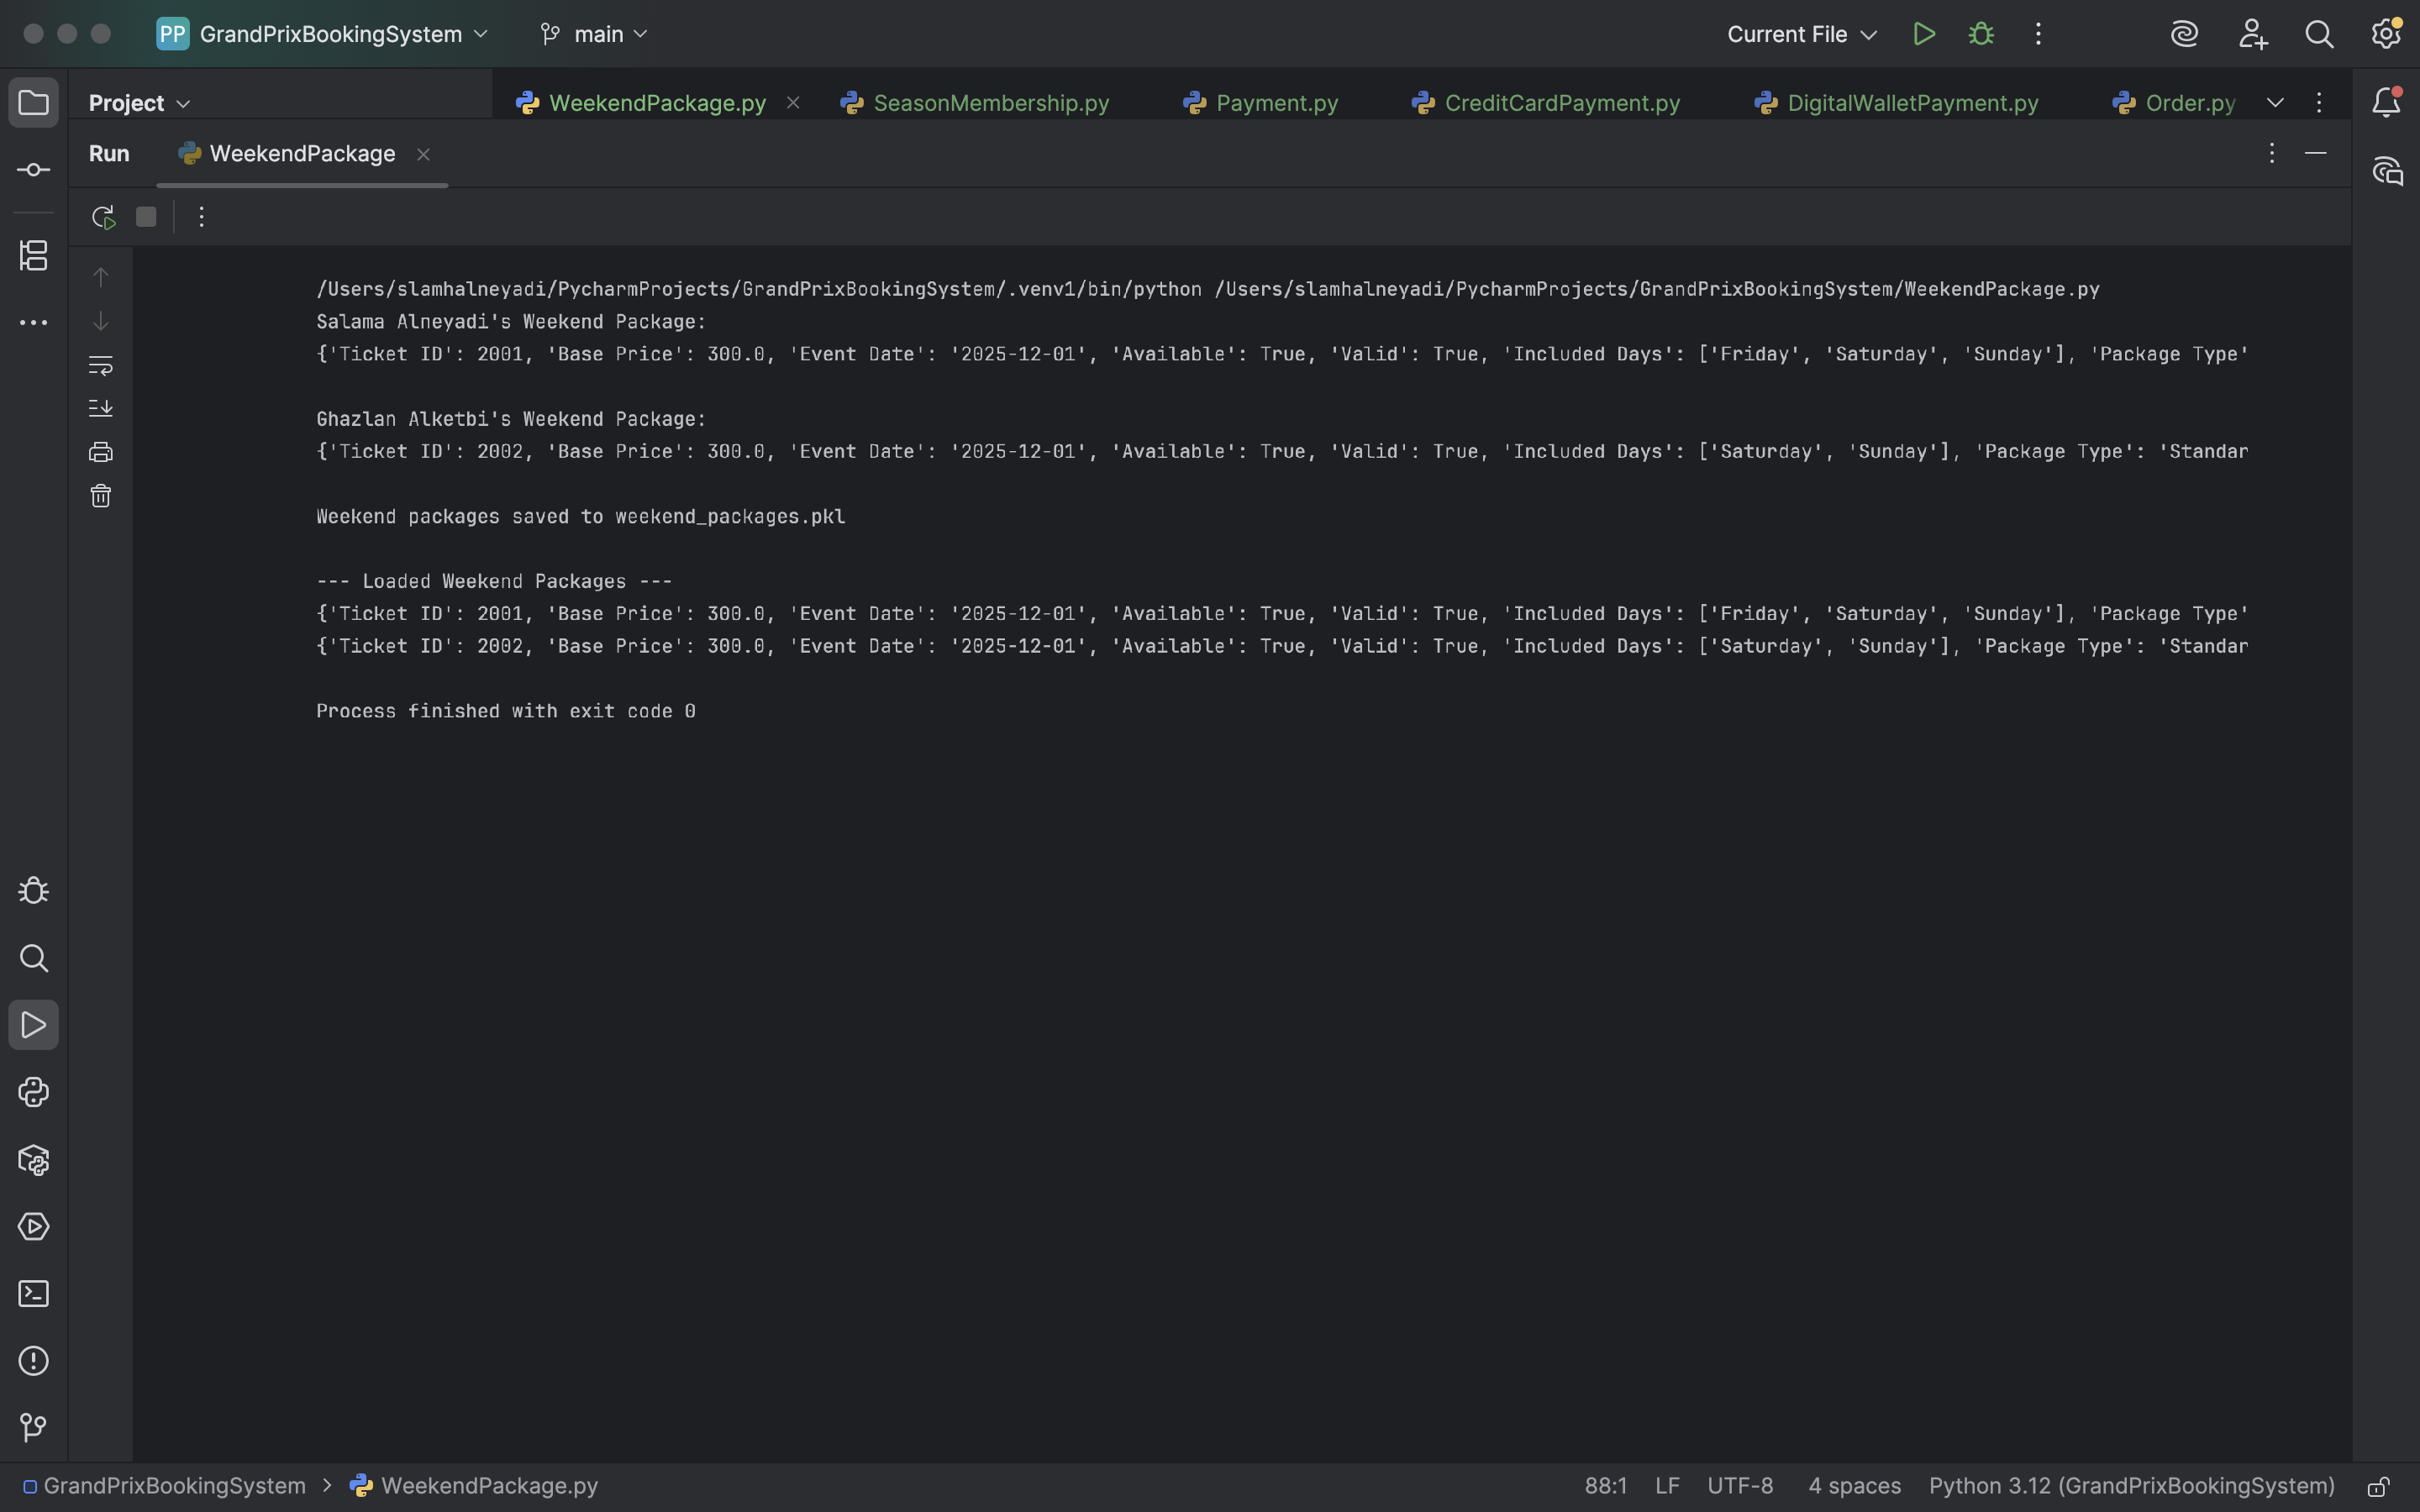 PP GrandPrixBookingSystem main Current File
Project WeekendPackage.py SeasonMembership.py Payment.py CreditCardPayment.py DigitalWalletPayment.py Order.py
Run WeekendPackage
/Users/slamhalneyadi/PycharmProjects/GrandPrixBookingSystem/.venv1/bin/python /Users/slamhalneyadi/PycharmProjects/GrandPrixBookingSystem/WeekendPackage.py
Salama Alneyadi's Weekend Package:
{'Ticket ID': 2001, 'Base Price': 300.0, 'Event Date': '2025-12-01', 'Available': True, 'Valid': True, 'Included Days': ['Friday', 'Saturday', 'Sunday'], 'Package Type'
Ghazlan Alketbi's Weekend Package:
{'Ticket ID': 2002, 'Base Price': 300.0, 'Event Date': '2025-12-01', 'Available': True, 'Valid': True, 'Included Days': ['Saturday', 'Sunday'], 'Package Type': 'Standar
Weekend packages saved to weekend_packages.pkl
--- Loaded Weekend Packages ---
{'Ticket ID': 2001, 'Base Price': 300.0, 'Event Date': '2025-12-01', 'Available': True, 'Valid': True, 'Included Days': ['Friday', 'Saturday', 'Sunday'], 'Package Type'
{'Ticket ID': 2002, 'Base Price': 300.0, 'Event Date': '2025-12-01', 'Available': True, 'Valid': True, 'Included Days': ['Saturday', 'Sunday'], 'Package Type': 'Standar
Process finished with exit code 0
GrandPrixBookingSystem > WeekendPackage.py 88:1 LF UTF-8 4 spaces Python 3.12 (GrandPrixBookingSystem)